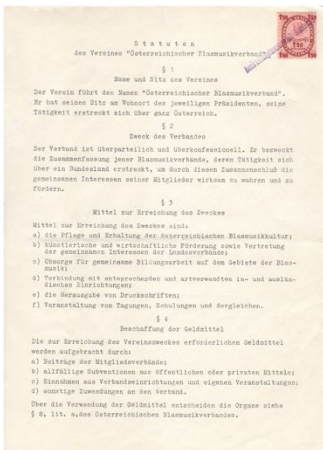 Statuten
des Vereines "Österreichischer Blasmusikverband"
§ 1
Name und Sitz des Vereines
Der Verein führt den Namen "Österreichischer Blasmusikverband".
Er hat seinen Sitz am Wohnort des jeweiligen Präsidenten, seine
Tätigkeit erstreckt sich über ganz Österreich.
§ 2
Zweck des Verbandes
Der Verband ist überparteilich und überkonfessionell. Er bezweckt
die Zusammenfassung jener Blasmusikverbände, deren Tätigkeit sich
über ein Bundesland erstreckt, um durch diesen Zusammenschluß die
gemeinsamen Interessen seiner Mitglieder wirksam zu wahren und zu
fördern.
§ 3
Mittel zur Erreichung des Zweckes
Mittel zur Erreichung des Zweckes sind:
a) die Pflege und Erhaltung der österreichischen Blasmusikkultur;
b) künstlerische und wirtschaftliche Förderung sowie Vertretung
der gemeinsamen Interessen der Landesverbände;
c) Obsorge für gemeinsame Bildungsarbeit auf dem Gebiete der Blas-
musik;
d) Verbindung mit entsprechenden und artverwandten in- und auslän-
dischen Einrichtungen;
e) die Herausgabe von Druckschriften;
f) Veranstaltung von Tagungen, Schulungen und dergleichen.
§ 4
Beschaffung der Geldmittel
Die zur Erreichung des Vereinszweckes erforderlichen Geldmittel
werden aufgebracht durch:
a) Beiträge der Mitgliedsverbände;
b) allfällige Subventionen aus öffentlichen oder privaten Mitteln;
c) Einnahmen aus Verbandseinrichtungen und eigenen Veranstaltungen;
d) sonstige Zuwendungen an den Verband.
Über die Verwendung der Geldmittel entscheiden die Organe siehe
§ 8, lit. a. des Österreichischen Blasmusikverbandes.